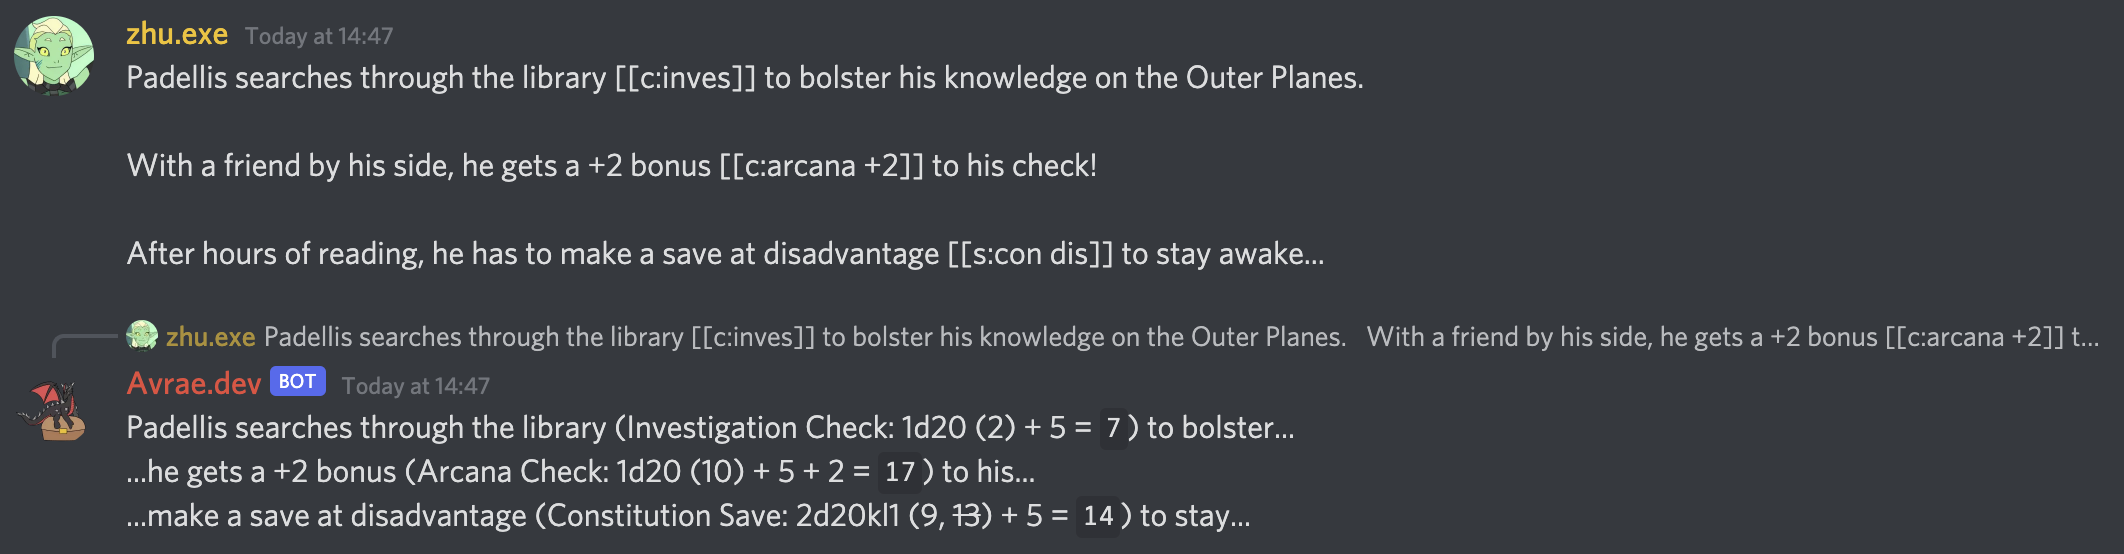 zhu.exe Today at 14:47
Padellis searches through the library [[c:inves]] to bolster his knowledge on the Outer Planes.
With a friend by his side, he gets a +2 bonus [[c:arcana +2]] to his check!
After hours of reading, he has to make a save at disadvantage [[s:con dis]] to stay awake...
zhu.exe Padellis searches through the library [[c:inves]] to bolster his knowledge on the Outer Planes. With a friend by his side, he gets a +2 bonus [[c:arcana +2]] t...
Avrae.dev BOT Today at 14:47
Padellis searches through the library (Investigation Check: 1d20 (2) + 5 = 7) to bolster...
...he gets a +2 bonus (Arcana Check: 1d20 (10) + 5 + 2 = 17) to his...
...make a save at disadvantage (Constitution Save: 2d20kl1 (9, 13) + 5 = 14) to stay...